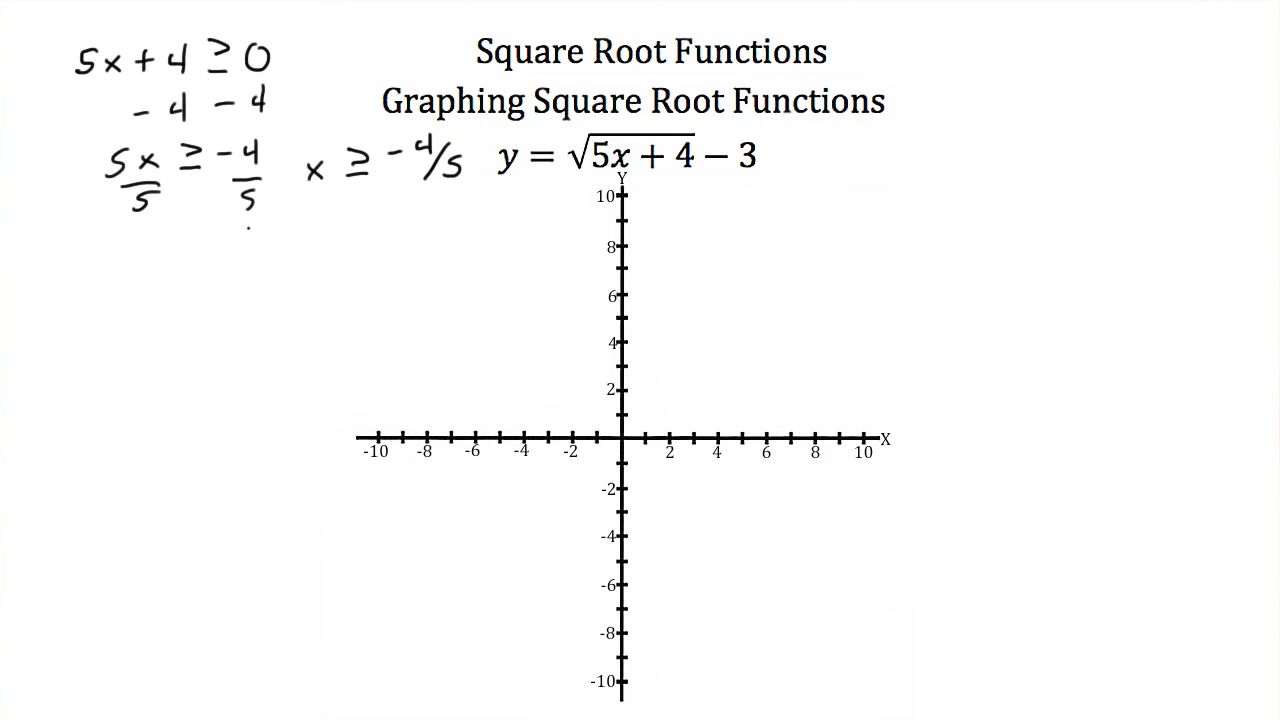 Square Root Functions
Graphing Square Root Functions
5x + 4 ≥ 0
- 4 - 4
5x ≥ -4
5 5
x ≥ -4/5
y = √5x + 4 − 3
Y
10
8
6
4
2
-10 -8 -6 -4 -2 2 4 6 8 10 X
-2
-4
-6
-8
-10